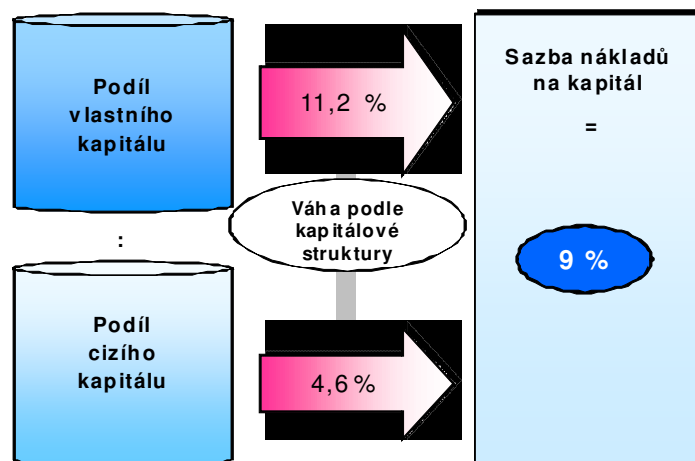 Podíl
vlastního
kapitálu
11,2 %
Sazba nákladů
na kapitál
=
:
Váha podle
kapitálové
struktury
9 %
Podíl
cizího
kapitálu
4,6 %